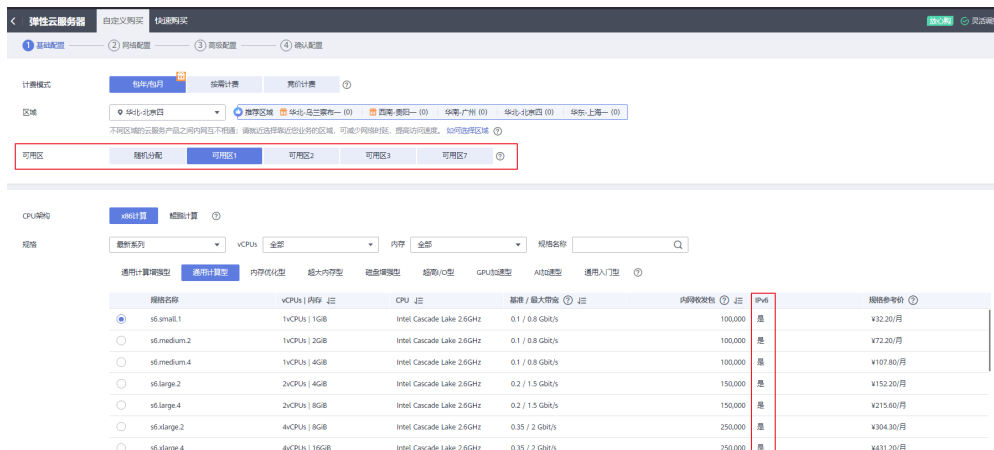 弹性云服务器 自定义购买 快速购买 放心购 灵活调
1 基础配置 2 网络配置 3 高级配置 4 确认配置
计费模式 包年/包月 按需计费 竞价计费
区域 华北-北京四 推荐区域 华北-乌兰察布一 (0) 西南-贵阳一 (0) 华南-广州 (0) 华北-北京四 (0) 华东-上海一 (0)
不同区域的云服务产品之间内网互不相通；请就近选择靠近您业务的区域，可减少网络时延，提高访问速度。 如何选择区域
可用区 随机分配 可用区1 可用区2 可用区3 可用区7
CPU架构 x86计算 鲲鹏计算
规格 最新系列 vCPUs 全部 内存 全部 规格名称
通用计算增强型 通用计算型 内存优化型 超大内存型 磁盘增强型 超高I/O型 GPU加速型 AI加速型 通用入门型
规格名称 vCPUs | 内存 CPU 基准 / 最大带宽 内网收发包 IPv6 规格参考价
s6.small.1 1vCPUs | 1GiB Intel Cascade Lake 2.6GHz 0.1 / 0.8 Gbit/s 100,000 是 ¥32.20/月
s6.medium.2 1vCPUs | 2GiB Intel Cascade Lake 2.6GHz 0.1 / 0.8 Gbit/s 100,000 是 ¥72.20/月
s6.medium.4 1vCPUs | 4GiB Intel Cascade Lake 2.6GHz 0.1 / 0.8 Gbit/s 100,000 是 ¥107.80/月
s6.large.2 2vCPUs | 4GiB Intel Cascade Lake 2.6GHz 0.2 / 1.5 Gbit/s 150,000 是 ¥152.20/月
s6.large.4 2vCPUs | 8GiB Intel Cascade Lake 2.6GHz 0.2 / 1.5 Gbit/s 150,000 是 ¥215.60/月
s6.xlarge.2 4vCPUs | 8GiB Intel Cascade Lake 2.6GHz 0.35 / 2 Gbit/s 250,000 是 ¥304.30/月
s6.xlarge.4 4vCPUs | 16GiB Intel Cascade Lake 2.6GHz 0.35 / 2 Gbit/s 250,000 是 ¥431.20/月